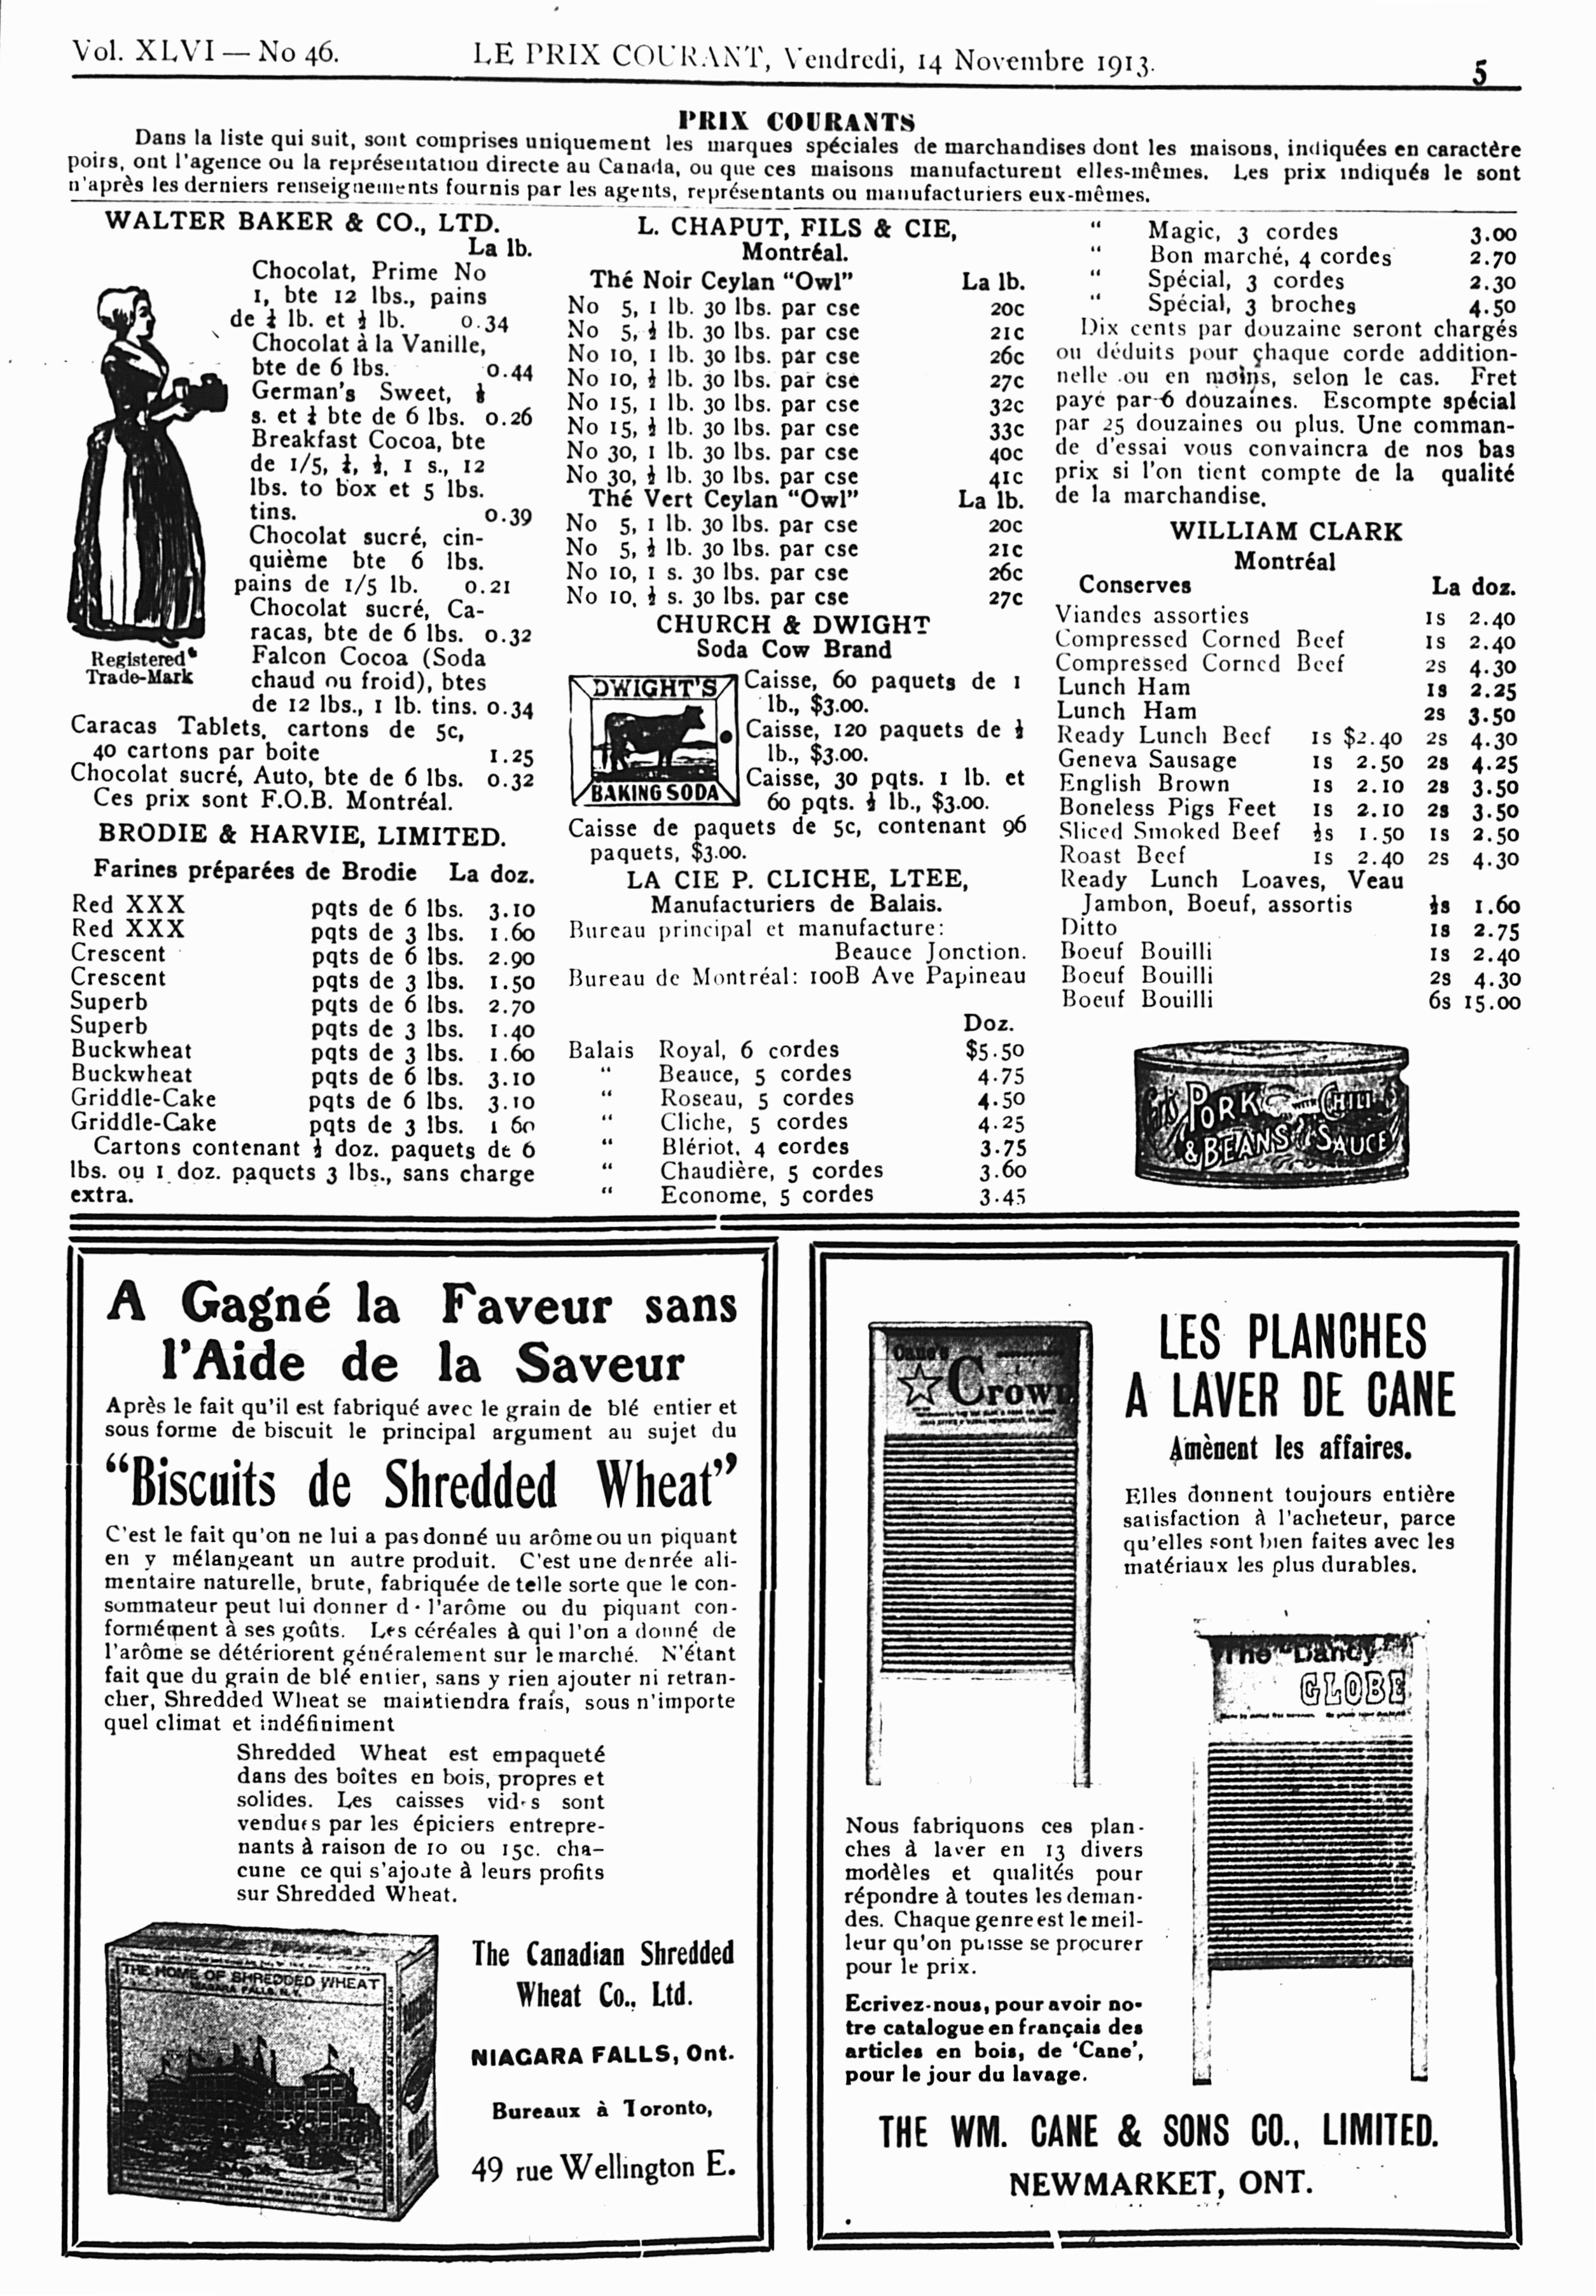 Vol. XLVI — No 46. LE PRIX COURANT, Vendredi, 14 Novembre 1913. 5
PRIX COURANTS
Dans la liste qui suit, sont comprises uniquement les marques spéciales de marchandises dont les maisons, indiquées en caractère
poirs, ont l'agence ou la représentation directe au Canada, ou que ces maisons manufacturent elles-mêmes. Les prix indiqués le sont
n'après les derniers renseignements fournis par les agents, représentants ou manufacturiers eux-mêmes.
WALTER BAKER & CO., LTD.
La lb.
Chocolat, Prime No
1, bte 12 lbs., pains
de ¼ lb. et ½ lb. 0.34
Chocolat à la Vanille,
bte de 6 lbs. 0.44
German's Sweet, ½
s. et ¼ bte de 6 lbs. 0.26
Breakfast Cocoa, bte
de 1/5, ¼, ½, 1 s., 12
lbs. to box et 5 lbs.
tins. 0.39
Chocolat sucré, cin-
quième bte 6 lbs.
pains de 1/5 lb. 0.21
Chocolat sucré, Ca-
racas, bte de 6 lbs. 0.32
Falcon Cocoa (Soda
chaud ou froid), btes
de 12 lbs., 1 lb. tins. 0.34
Registered
Trade-Mark
Caracas Tablets, cartons de 5c,
40 cartons par boite 1.25
Chocolat sucré, Auto, bte de 6 lbs. 0.32
Ces prix sont F.O.B. Montréal.
BRODIE & HARVIE, LIMITED.
Farines préparées de Brodie La doz.
Red XXX pqts de 6 lbs. 3.10
Red XXX pqts de 3 lbs. 1.60
Crescent pqts de 6 lbs. 2.90
Crescent pqts de 3 lbs. 1.50
Superb pqts de 6 lbs. 2.70
Superb pqts de 3 lbs. 1.40
Buckwheat pqts de 3 lbs. 1.60
Buckwheat pqts de 6 lbs. 3.10
Griddle-Cake pqts de 6 lbs. 3.10
Griddle-Cake pqts de 3 lbs. 1 60
Cartons contenant ½ doz. paquets de 6
lbs. ou 1 doz. paquets 3 lbs., sans charge
extra.
L. CHAPUT, FILS & CIE,
Montréal.
Thé Noir Ceylan "Owl" La lb.
No 5, 1 lb. 30 lbs. par cse 20c
No 5, ½ lb. 30 lbs. par cse 21c
No 10, 1 lb. 30 lbs. par cse 26c
No 10, ½ lb. 30 lbs. par cse 27c
No 15, 1 lb. 30 lbs. par cse 32c
No 15, ½ lb. 30 lbs. par cse 33c
No 30, 1 lb. 30 lbs. par cse 40c
No 30, ½ lb. 30 lbs. par cse 41c
Thé Vert Ceylan "Owl" La lb.
No 5, 1 lb. 30 lbs. par cse 20c
No 5, ½ lb. 30 lbs. par cse 21c
No 10, 1 s. 30 lbs. par cse 26c
No 10, ½ s. 30 lbs. par cse 27c
CHURCH & DWIGHT
Soda Cow Brand
DWIGHT'S
BAKING SODA
Caisse, 60 paquets de 1
lb., $3.00.
Caisse, 120 paquets de ½
lb., $3.00.
Caisse, 30 pqts. 1 lb. et
60 pqts. ½ lb., $3.00.
Caisse de paquets de 5c, contenant 96
paquets, $3.00.
LA CIE P. CLICHE, LTEE,
Manufacturiers de Balais.
Bureau principal et manufacture:
Beauce Jonction.
Bureau de Montréal: 100B Ave Papineau
Doz.
Balais Royal, 6 cordes $5.50
" Beauce, 5 cordes 4.75
" Roseau, 5 cordes 4.50
" Cliche, 5 cordes 4.25
" Blériot, 4 cordes 3.75
" Chaudière, 5 cordes 3.60
" Econome, 5 cordes 3.45
" Magic, 3 cordes 3.00
" Bon marché, 4 cordes 2.70
" Spécial, 3 cordes 2.30
" Spécial, 3 broches 4.50
Dix cents par douzaine seront chargés
ou déduits pour chaque corde addition-
nelle ou en moins, selon le cas. Fret
payé par 6 douzaines. Escompte spécial
par 25 douzaines ou plus. Une comman-
de d'essai vous convaincra de nos bas
prix si l'on tient compte de la qualité
de la marchandise.
WILLIAM CLARK
Montréal
Conserves La doz.
Viandes assorties 1s 2.40
Compressed Corned Beef 1s 2.40
Compressed Corned Beef 2s 4.30
Lunch Ham 1s 2.25
Lunch Ham 2s 3.50
Ready Lunch Beef 1s $2.40 2s 4.30
Geneva Sausage 1s 2.50 2s 4.25
English Brown 1s 2.10 2s 3.50
Boneless Pigs Feet 1s 2.10 2s 3.50
Sliced Smoked Beef ½s 1.50 1s 2.50
Roast Beef 1s 2.40 2s 4.30
Ready Lunch Loaves, Veau
Jambon, Boeuf, assortis ½s 1.60
Ditto 1s 2.75
Boeuf Bouilli 1s 2.40
Boeuf Bouilli 2s 4.30
Boeuf Bouilli 6s 15.00
PORK WITH CHILI
& BEANS SAUCE
A Gagné la Faveur sans
l'Aide de la Saveur
Après le fait qu'il est fabriqué avec le grain de blé entier et
sous forme de biscuit le principal argument au sujet du
"Biscuits de Shredded Wheat"
C'est le fait qu'on ne lui a pas donné uu arôme ou un piquant
en y mélangeant un autre produit. C'est une denrée ali-
mentaire naturelle, brute, fabriquée de telle sorte que le con-
sommateur peut lui donner d l'arôme ou du piquant con-
formément à ses goûts. Les céréales à qui l'on a donné de
l'arôme se détériorent généralement sur le marché. N'étant
fait que du grain de blé entier, sans y rien ajouter ni retran-
cher, Shredded Wheat se maintiendra frais, sous n'importe
quel climat et indéfiniment
Shredded Wheat est empaqueté
dans des boîtes en bois, propres et
solides. Les caisses vides sont
vendues par les épiciers entrepre-
nants à raison de 10 ou 15c. cha-
cune ce qui s'ajoute à leurs profits
sur Shredded Wheat.
THE HOME OF SHREDDED WHEAT
NIAGARA FALLS, N.Y.
The Canadian Shredded
Wheat Co., Ltd.
NIAGARA FALLS, Ont.
Bureaux à Toronto,
49 rue Wellington E.
Cane's
Crown
LES PLANCHES
A LAVER DE CANE
Amènent les affaires.
Elles donnent toujours entière
satisfaction à l'acheteur, parce
qu'elles sont bien faites avec les
matériaux les plus durables.
The "Dandy
GLOBE
Nous fabriquons ces plan-
ches à laver en 13 divers
modèles et qualités pour
répondre à toutes les deman-
des. Chaque genre est le meil-
leur qu'on puisse se procurer
pour le prix.
Ecrivez-nous, pour avoir no-
tre catalogue en français des
articles en bois, de 'Cane',
pour le jour du lavage.
THE WM. CANE & SONS CO., LIMITED.
NEWMARKET, ONT.